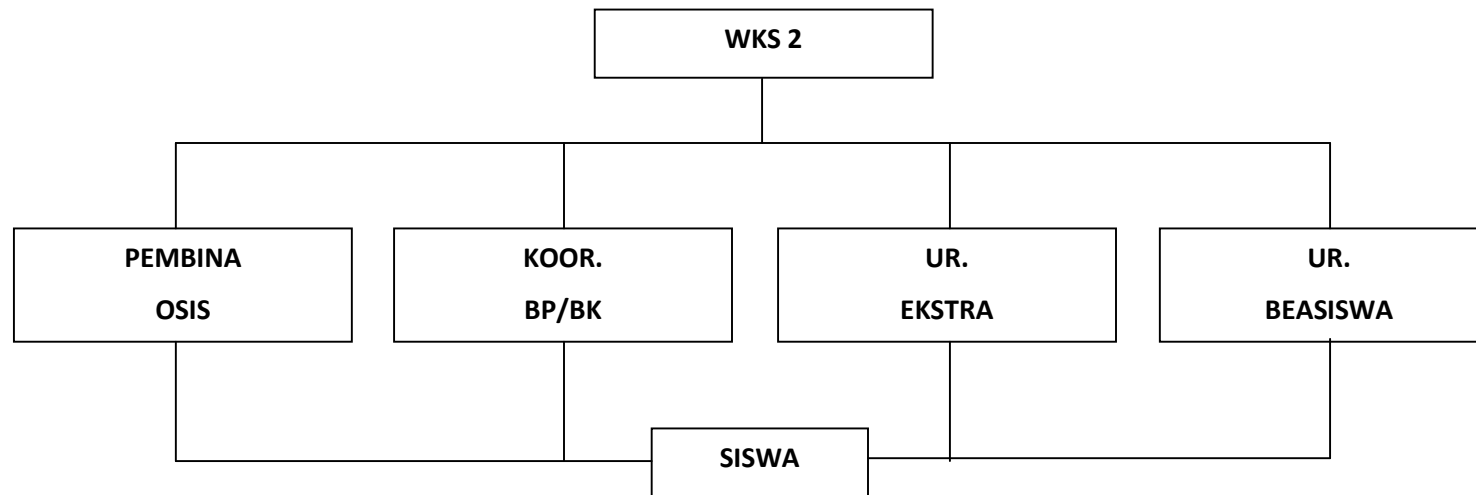 WKS 2
PEMBINA
OSIS
KOOR.
BP/BK
UR.
EKSTRA
UR.
BEASISWA
SISWA